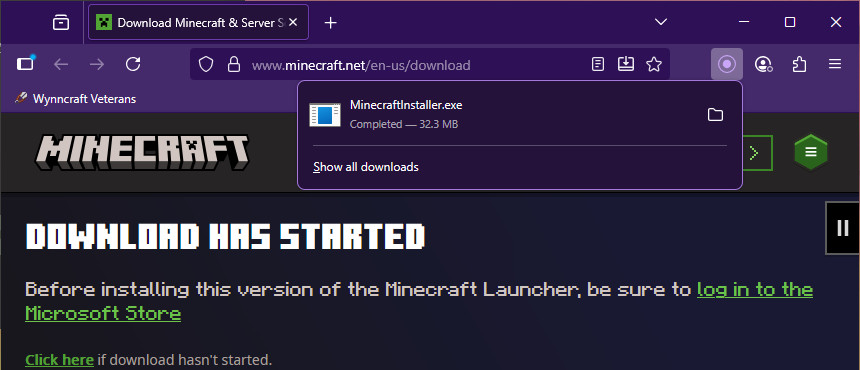 Download Minecraft & Server S
www.minecraft.net/en-us/download
Wynncraft Veterans
MinecraftInstaller.exe
Completed — 32.3 MB
Show all downloads
MINECRAFT
DOWNLOAD HAS STARTED
Before installing this version of the Minecraft Launcher, be sure to log in to the
Microsoft Store
Click here if download hasn't started.